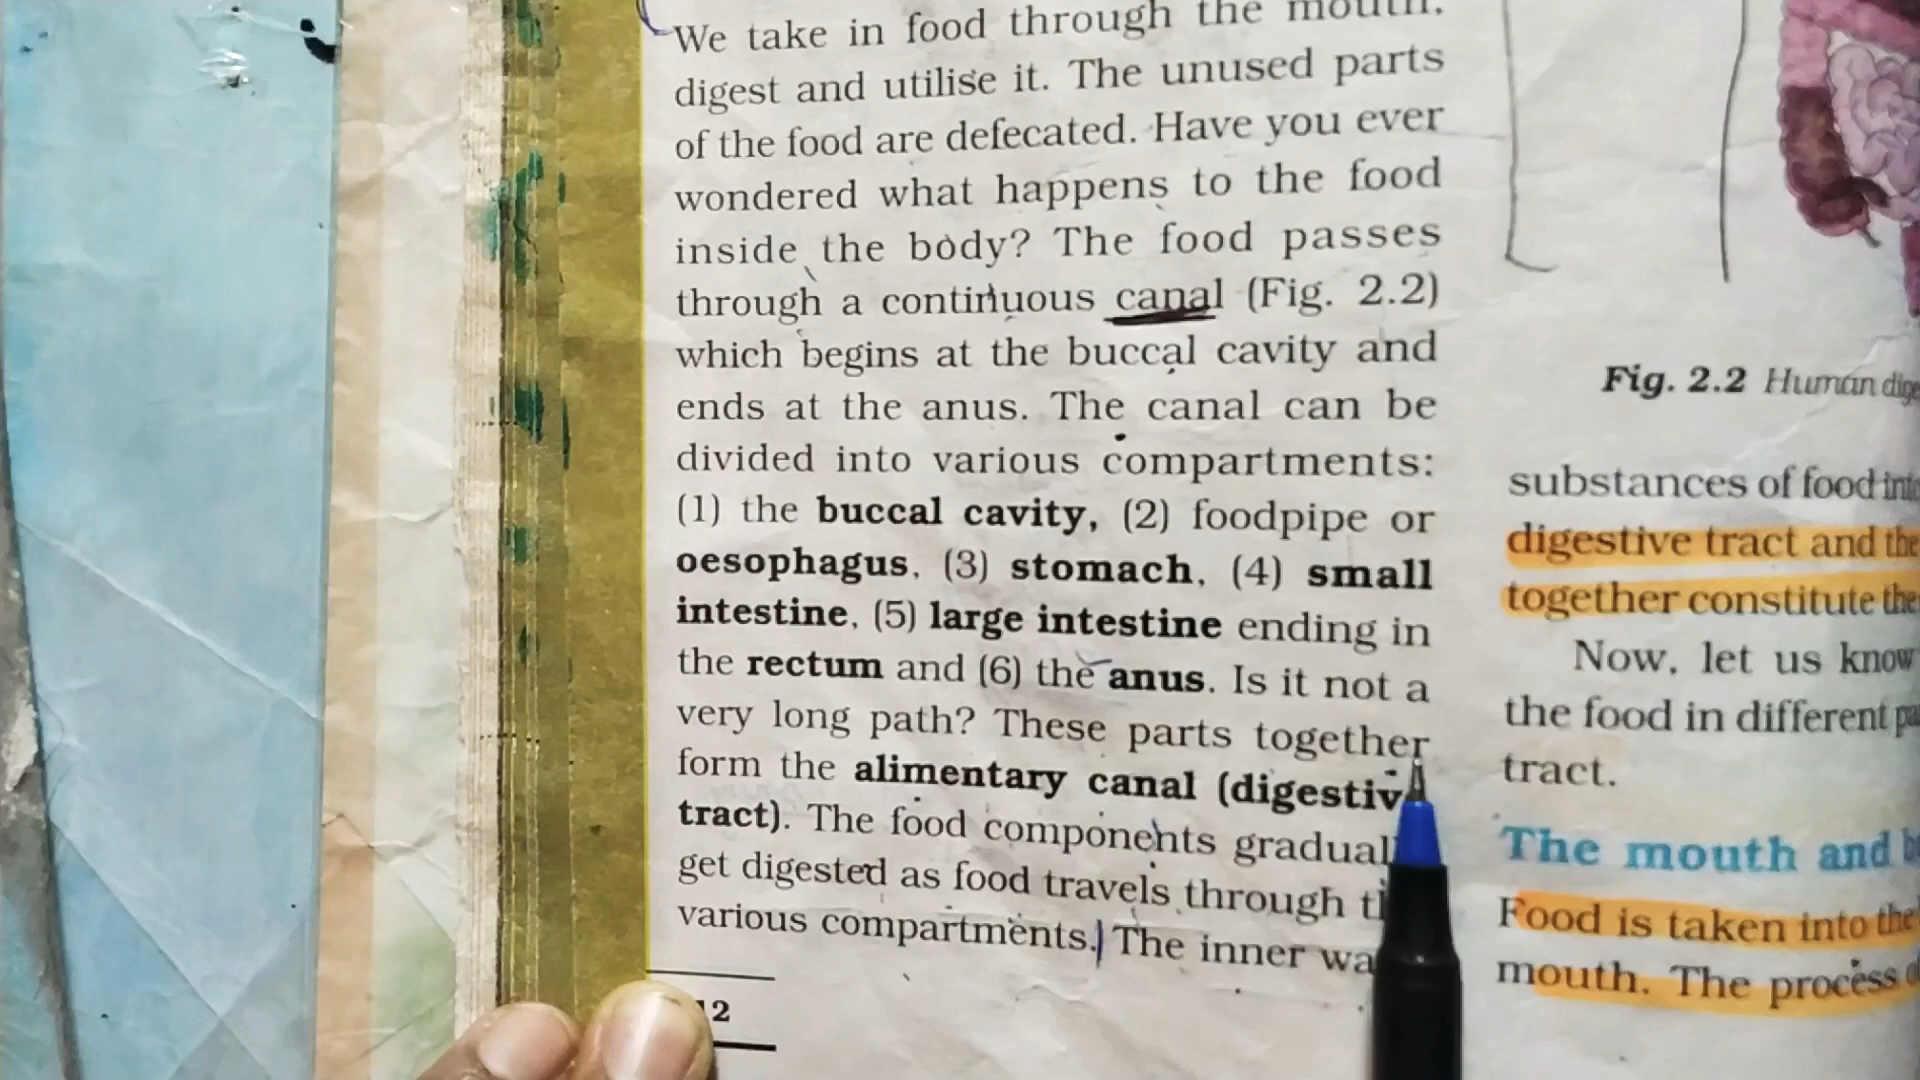 We take in food through the mouth,
digest and utilise it. The unused parts
of the food are defecated. Have you ever
wondered what happens to the food
inside the body? The food passes
through a continuous canal (Fig. 2.2)
which begins at the buccal cavity and
ends at the anus. The canal can be
divided into various compartments:
(1) the buccal cavity, (2) foodpipe or
oesophagus, (3) stomach, (4) small
intestine, (5) large intestine ending in
the rectum and (6) the anus. Is it not a
very long path? These parts together
form the alimentary canal (digestiv
tract). The food components gradual
get digested as food travels through
various compartments. The inner
12
Fig. 2.2 Human
substances of food
digestive tract and the
together constitute the
Now, let us know
the food in different
tract.
The mouth and
Food is taken into the
mouth. The process